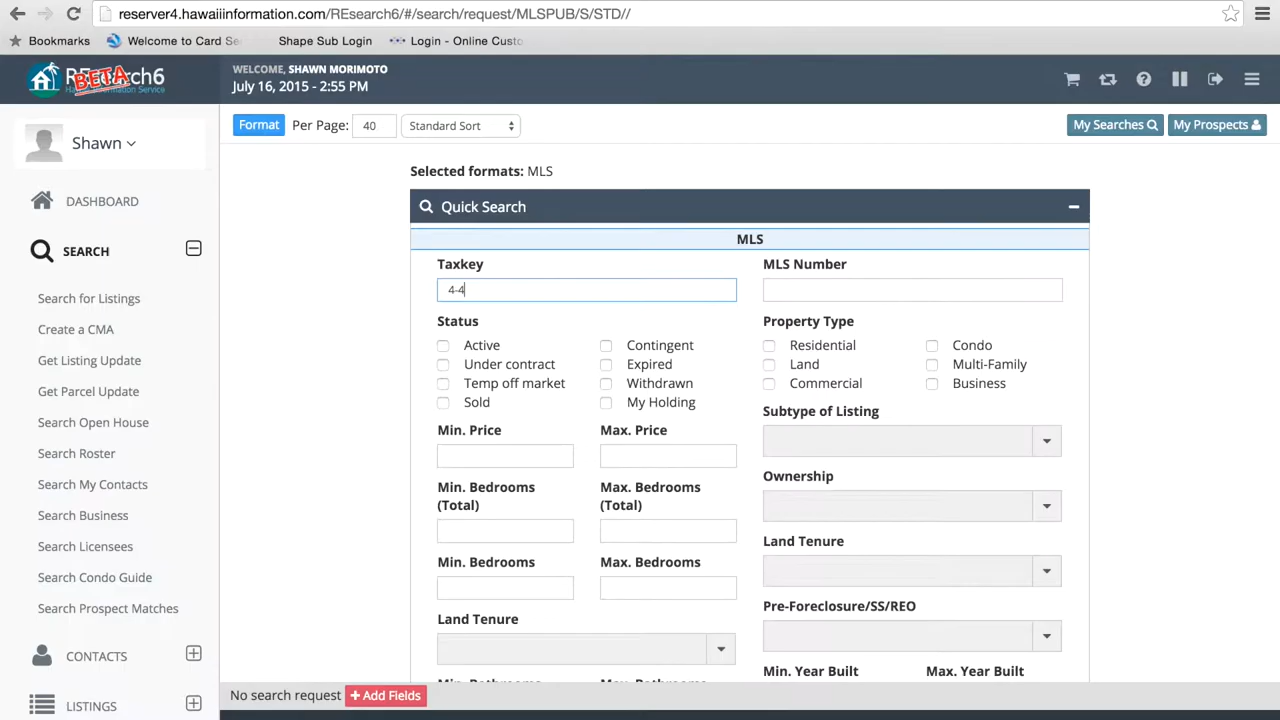 reserver4.hawaiiinformation.com/REsearch6/#/search/request/MLSPUB/S/STD//
Bookmarks Welcome to Card Se Shape Sub Login Login - Online Custo
REsearch6
BETA
WELCOME, SHAWN MORIMOTO
July 16, 2015 - 2:55 PM
Format Per Page: 40 Standard Sort My Searches My Prospects
Shawn
DASHBOARD
SEARCH
Search for Listings
Create a CMA
Get Listing Update
Get Parcel Update
Search Open House
Search Roster
Search My Contacts
Search Business
Search Licensees
Search Condo Guide
Search Prospect Matches
CONTACTS
LISTINGS
Selected formats: MLS
Quick Search
MLS
Taxkey MLS Number
4-4
Status Property Type
Active Contingent Residential Condo
Under contract Expired Land Multi-Family
Temp off market Withdrawn Commercial Business
Sold My Holding
Subtype of Listing
Min. Price Max. Price
Ownership
Min. Bedrooms (Total) Max. Bedrooms (Total)
Land Tenure
Min. Bedrooms Max. Bedrooms
Pre-Foreclosure/SS/REO
Land Tenure
Min. Year Built Max. Year Built
Min. Bathrooms Max. Bathrooms
No search request + Add Fields